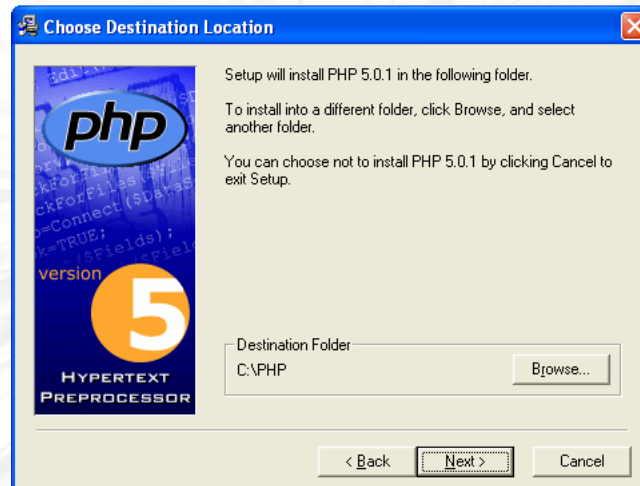 Choose Destination Location
php
version
5
HYPERTEXT
PREPROCESSOR
Setup will install PHP 5.0.1 in the following folder.
To install into a different folder, click Browse, and select
another folder.
You can choose not to install PHP 5.0.1 by clicking Cancel to
exit Setup.
Destination Folder
C:\PHP
Browse...
< Back
Next >
Cancel